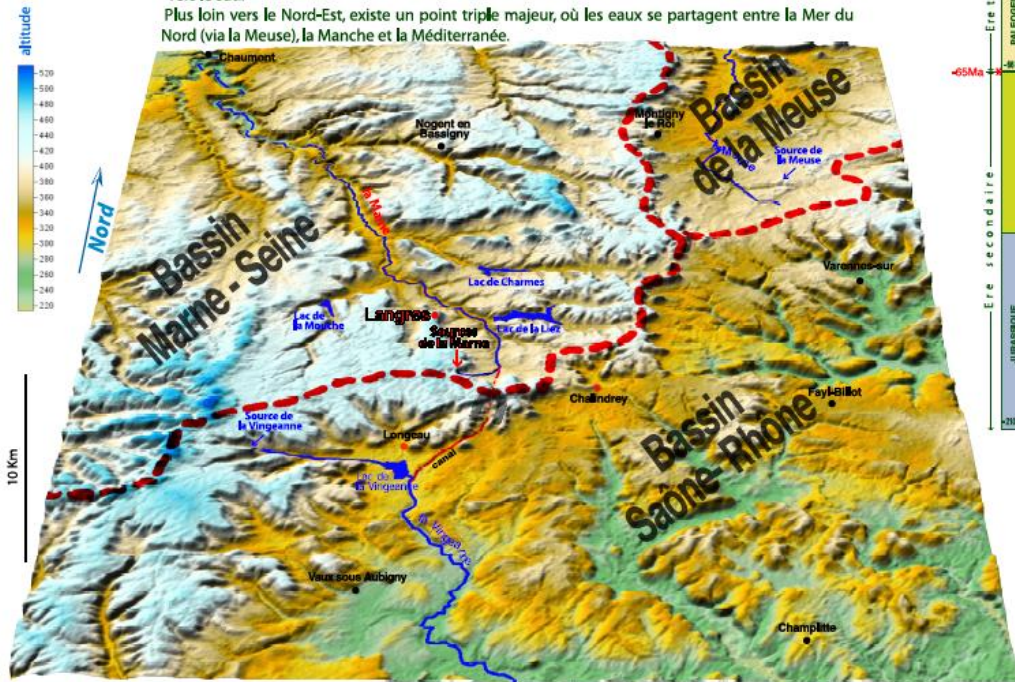 Plus loin vers le Nord-Est, existe un point triple majeur, où les eaux se partagent entre la Mer du
Nord (via la Meuse), la Manche et la Méditerranée.
altitude
520
500
480
460
440
420
400
380
360
340
320
300
280
260
240
220
Nord
10 Km
Chaumont
Nogent en
Bassigny
Montigny
le Roi
Bassin
de la Meuse
la Meuse
Source de
la Meuse
la Marne
Bassin
Marne - Seine
Varennes-sur
Lac de Charmes
Lac de
la Mouche
Langres
Lac de la Liez
Sources
de la Marne
Chalindrey
Fayl-Billot
Source de
la Vingeanne
Longeau
canal
Lac de
la Vingeanne
la Vingeanne
Bassin
Saône-Rhône
Vaux sous Aubigny
Champlitte
-65Ma
Ere secondaire
JURASSIQUE